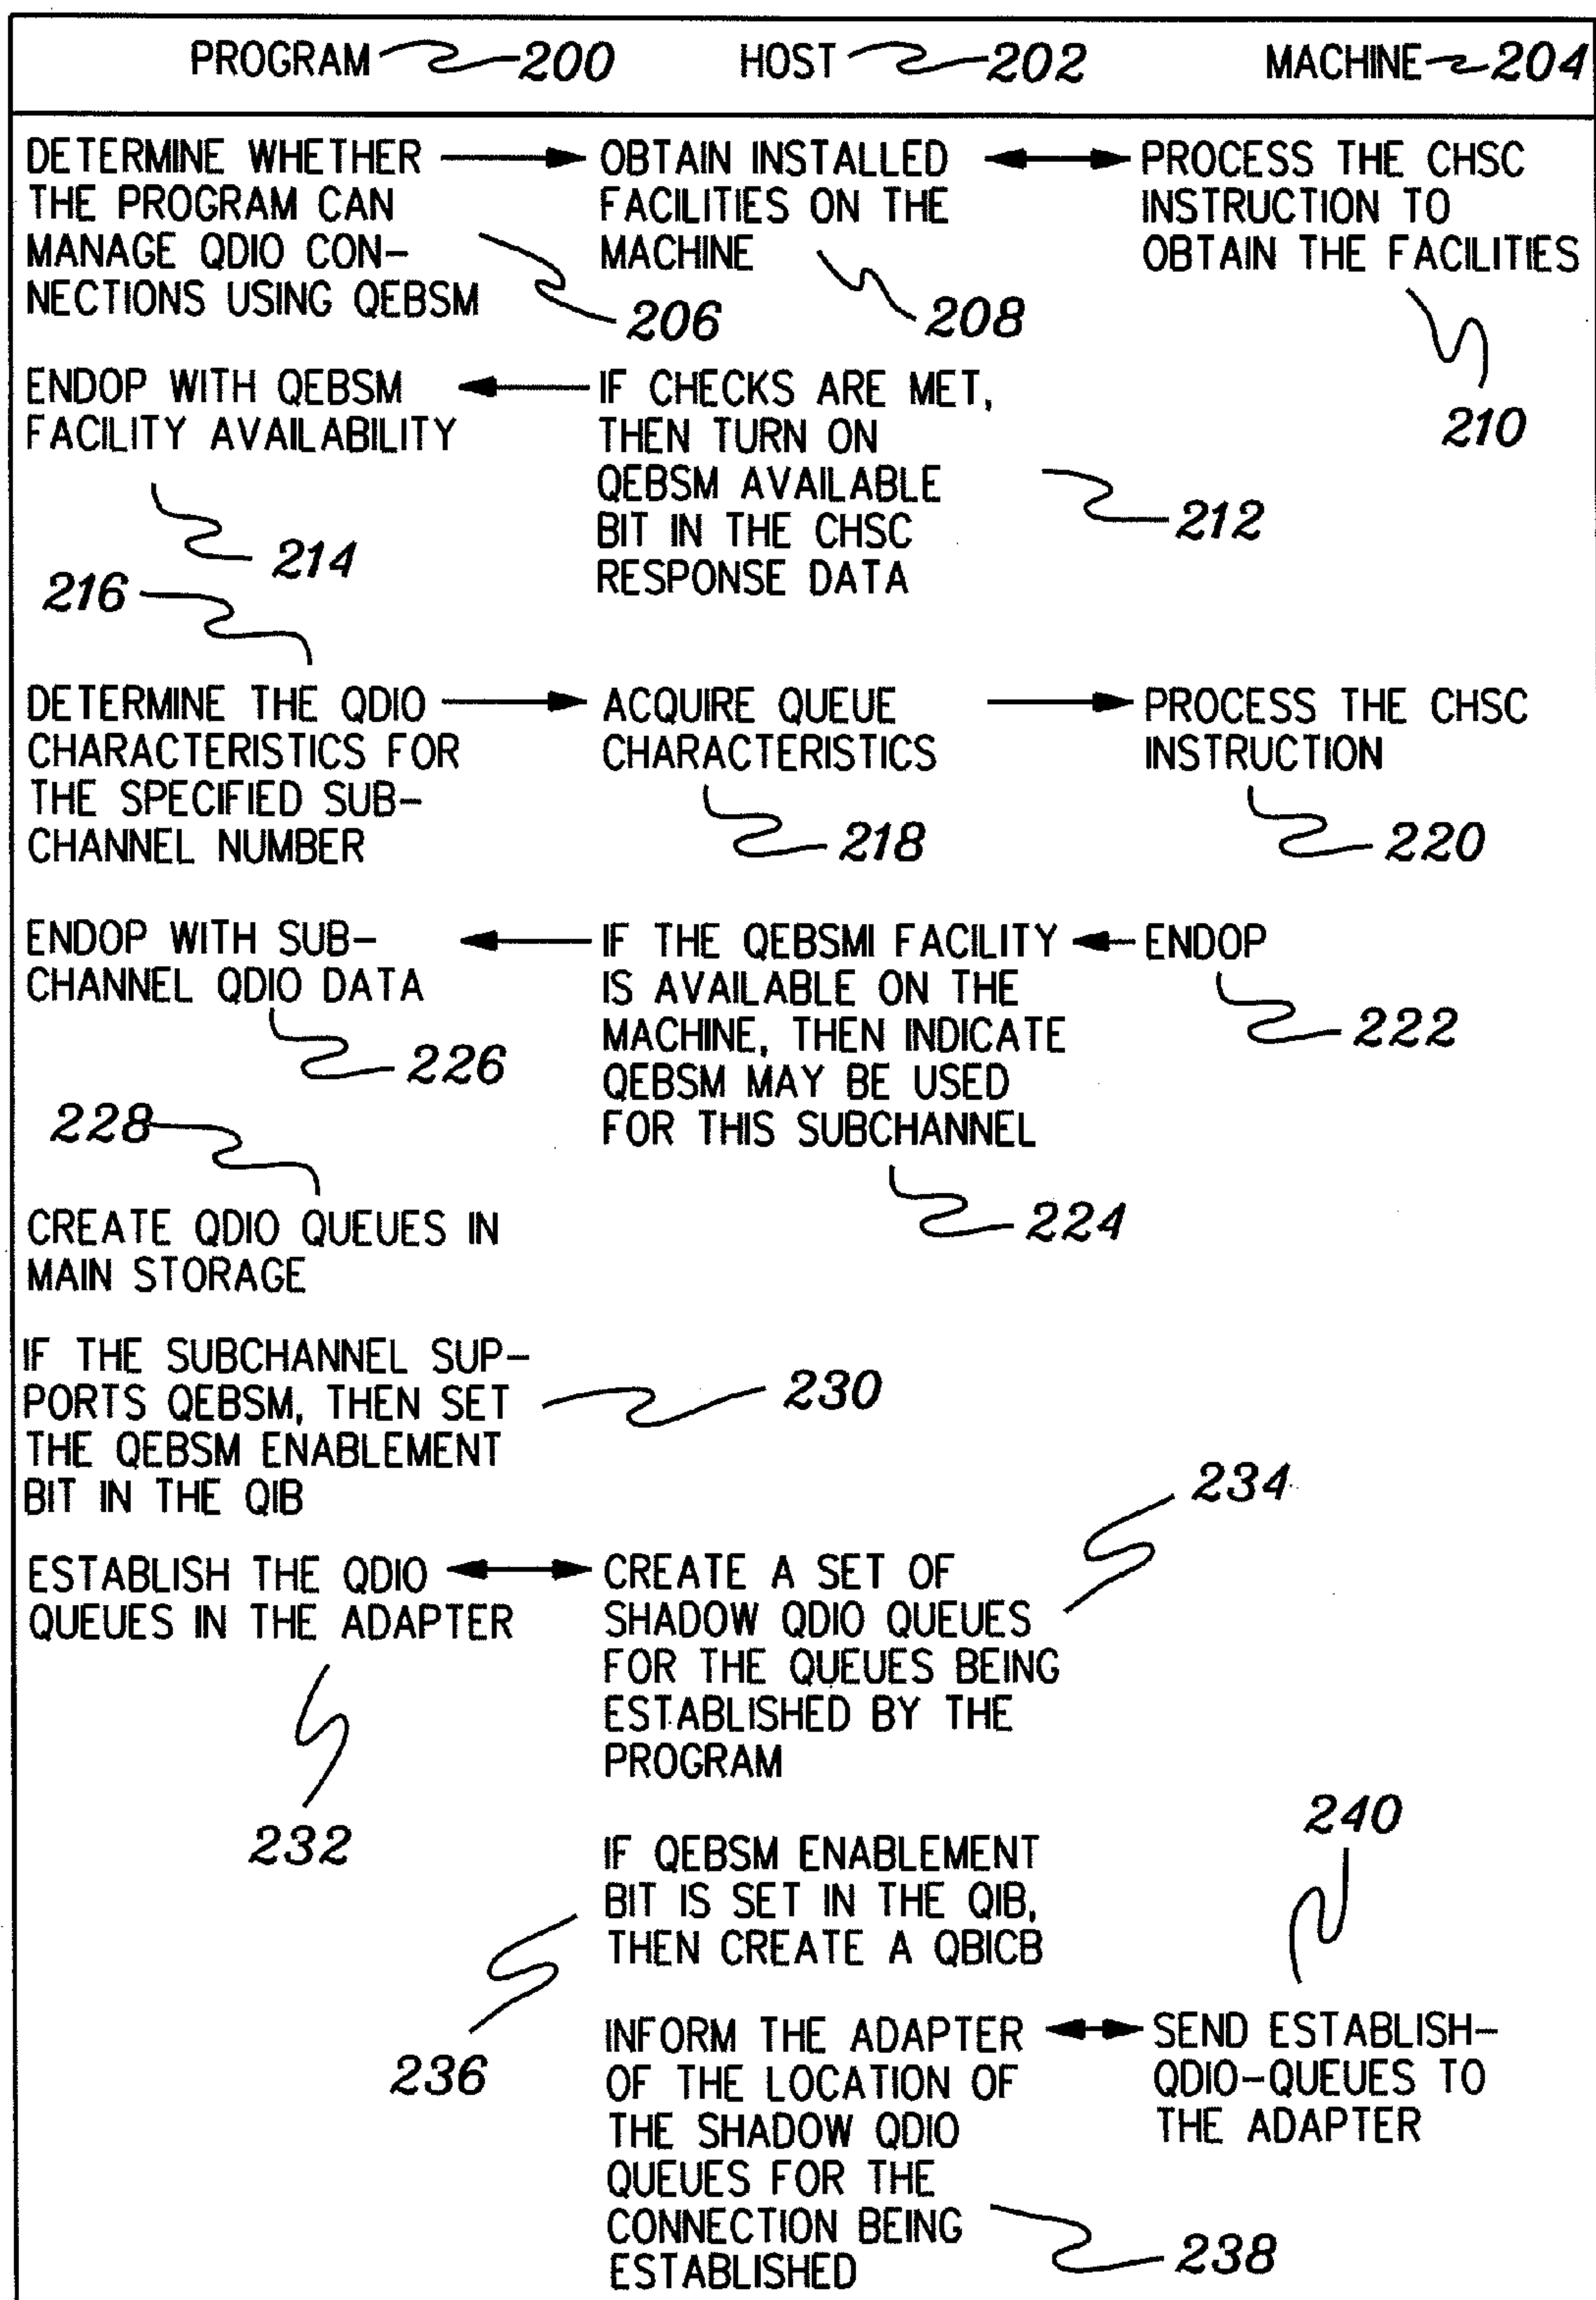 PROGRAM 200 HOST 202 MACHINE 204
DETERMINE WHETHER
THE PROGRAM CAN
MANAGE QDIO CON-
NECTIONS USING QEBSM
206
OBTAIN INSTALLED
FACILITIES ON THE
MACHINE
208
PROCESS THE CHSC
INSTRUCTION TO
OBTAIN THE FACILITIES
210
ENDOP WITH QEBSM
FACILITY AVAILABILITY
214
IF CHECKS ARE MET,
THEN TURN ON
QEBSM AVAILABLE
BIT IN THE CHSC
RESPONSE DATA
212
216
DETERMINE THE QDIO
CHARACTERISTICS FOR
THE SPECIFIED SUB-
CHANNEL NUMBER
ACQUIRE QUEUE
CHARACTERISTICS
218
PROCESS THE CHSC
INSTRUCTION
220
ENDOP WITH SUB-
CHANNEL QDIO DATA
226
IF THE QEBSMI FACILITY
IS AVAILABLE ON THE
MACHINE, THEN INDICATE
QEBSM MAY BE USED
FOR THIS SUBCHANNEL
224
ENDOP
222
228
CREATE QDIO QUEUES IN
MAIN STORAGE
IF THE SUBCHANNEL SUP-
PORTS QEBSM, THEN SET
THE QEBSM ENABLEMENT
BIT IN THE QIB
230
ESTABLISH THE QDIO
QUEUES IN THE ADAPTER
232
234
CREATE A SET OF
SHADOW QDIO QUEUES
FOR THE QUEUES BEING
ESTABLISHED BY THE
PROGRAM
IF QEBSM ENABLEMENT
BIT IS SET IN THE QIB,
THEN CREATE A QBICB
236
INFORM THE ADAPTER
OF THE LOCATION OF
THE SHADOW QDIO
QUEUES FOR THE
CONNECTION BEING
ESTABLISHED
238
240
SEND ESTABLISH-
QDIO-QUEUES TO
THE ADAPTER